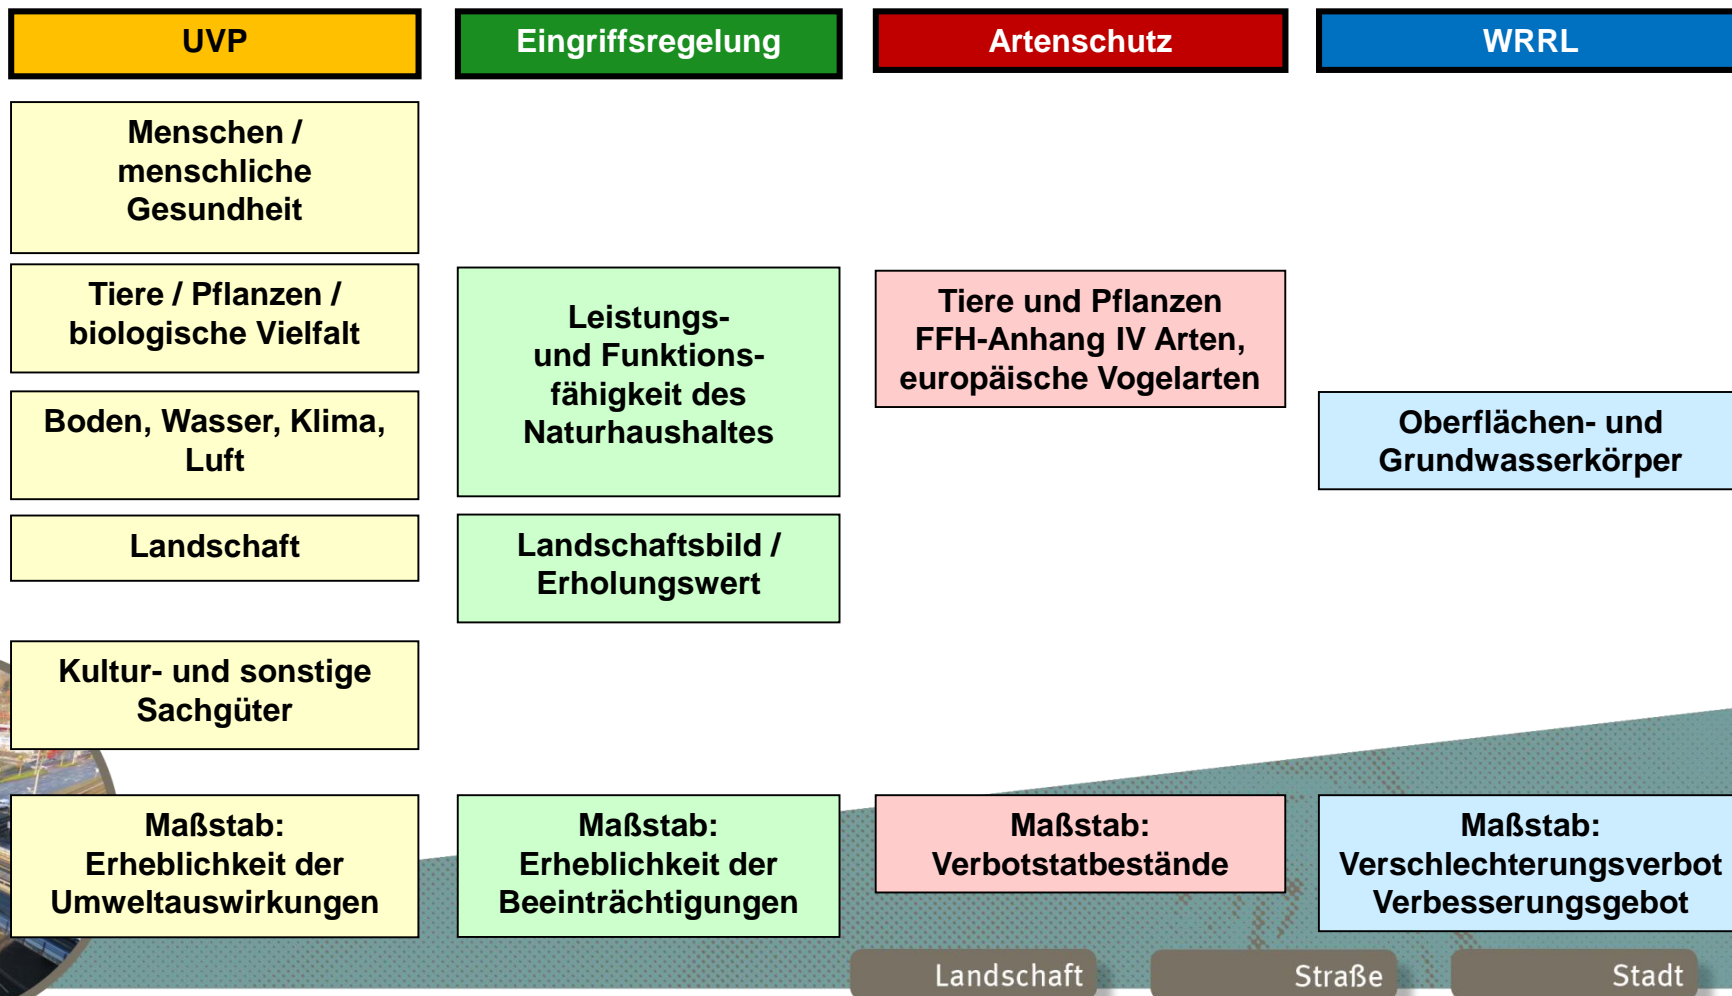 UVP
Eingriffsregelung
Artenschutz
WRRL
Menschen /
menschliche
Gesundheit
Tiere / Pflanzen /
biologische Vielfalt
Leistungs-
und Funktions-
fähigkeit des
Naturhaushaltes
Tiere und Pflanzen
FFH-Anhang IV Arten,
europäische Vogelarten
Boden, Wasser, Klima,
Luft
Oberflächen- und
Grundwasserkörper
Landschaft
Landschaftsbild /
Erholungswert
Kultur- und sonstige
Sachgüter
Maßstab:
Erheblichkeit der
Umweltauswirkungen
Maßstab:
Erheblichkeit der
Beeinträchtigungen
Maßstab:
Verbotstatbestände
Maßstab:
Verschlechterungsverbot
Verbesserungsgebot
Landschaft
Straße
Stadt